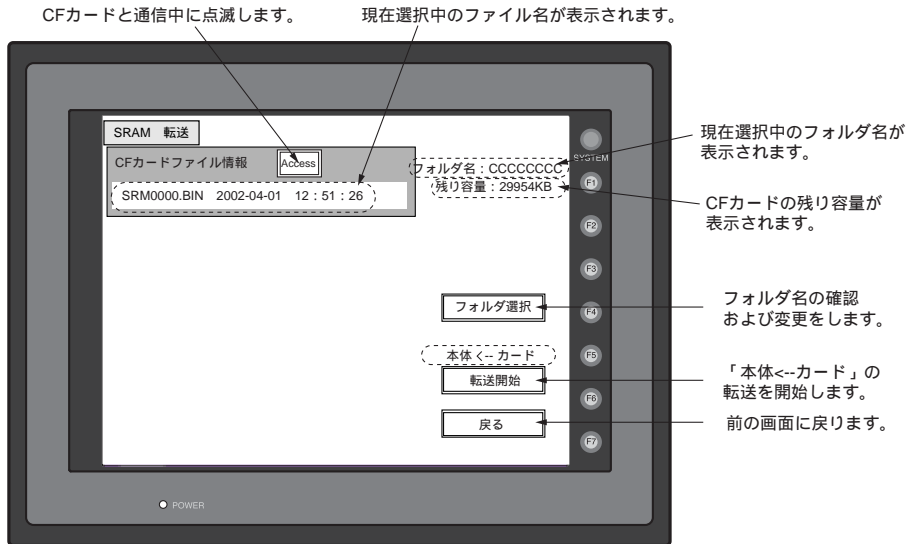 CFカードと通信中に点滅します。
現在選択中のファイル名が表示されます。
SRAM 転送
CFカードファイル情報
Access
フォルダ名：CCCCCCCC
残り容量：29954KB
SRM0000.BIN 2002-04-01 12：51：26
SYSTEM
F1
F2
F3
F4
F5
F6
F7
現在選択中のフォルダ名が
表示されます。
CFカードの残り容量が
表示されます。
フォルダ選択
フォルダ名の確認
および変更をします。
本体 <-- カード
転送開始
「本体<--カード」の
転送を開始します。
戻る
前の画面に戻ります。
POWER